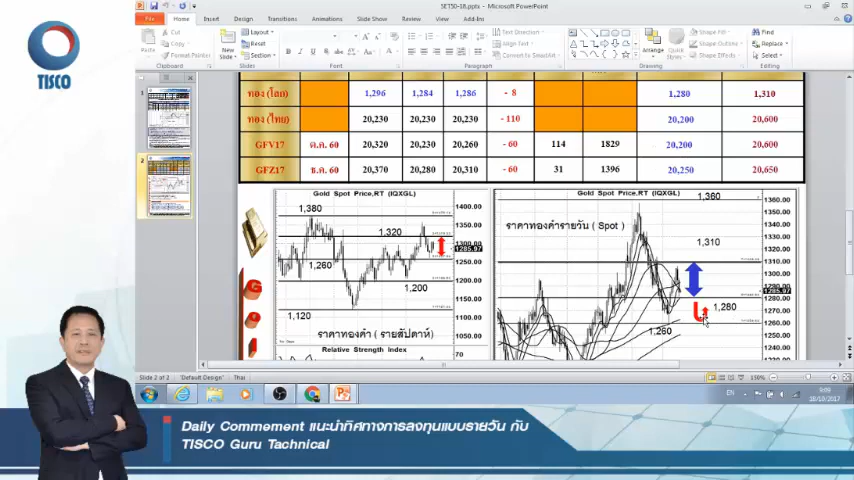 SET50-18.pptx - Microsoft PowerPoint
File
Home
Insert
Design
Transitions
Animations
Slide Show
Review
View
Add-Ins
Paste
Cut
Copy
Format Painter
Clipboard
New Slide
Layout
Reset
Section
Slides
Font
Text Direction
Align Text
Convert to SmartArt
Paragraph
Arrange
Quick Styles
Shape Fill
Shape Outline
Shape Effects
Drawing
Find
Replace
Select
Editing
TISCO
1
2
ทอง (โลก) 1,296 1,284 1,286 - 8 1,280 1,310
ทอง (ไทย) 20,230 20,230 20,230 - 110 20,200 20,600
GFV17 ต.ค. 60 20,320 20,230 20,260 - 60 114 1829 20,200 20,600
GFZ17 ธ.ค. 60 20,370 20,280 20,310 - 60 31 1396 20,250 20,650
Gold
Gold Spot Price,RT (IQXGL)
1,380
1,320
1,260
1,200
1,120
1400.00
1350.00
1300.00
1250.00
1200.00
1150.00
1100.00
1050.00
ราคาทองคำ ( รายสัปดาห์ )
Relative Strength Index
70
Gold Spot Price,RT (IQXGL)
ราคาทองคำรายวัน ( Spot )
1,360
1,310
1,280
1,260
1360.00
1350.00
1340.00
1330.00
1320.00
1310.00
1300.00
1290.00
1280.00
1270.00
1260.00
1250.00
1240.00
1230.00
Slide 2 of 2
"Default Design"
Thai
150%
EN
9:09
28/10/2017
Daily Commement แนะนำทิศทางการลงทุนแบบรายวัน กับ
TISCO Guru Tachnical